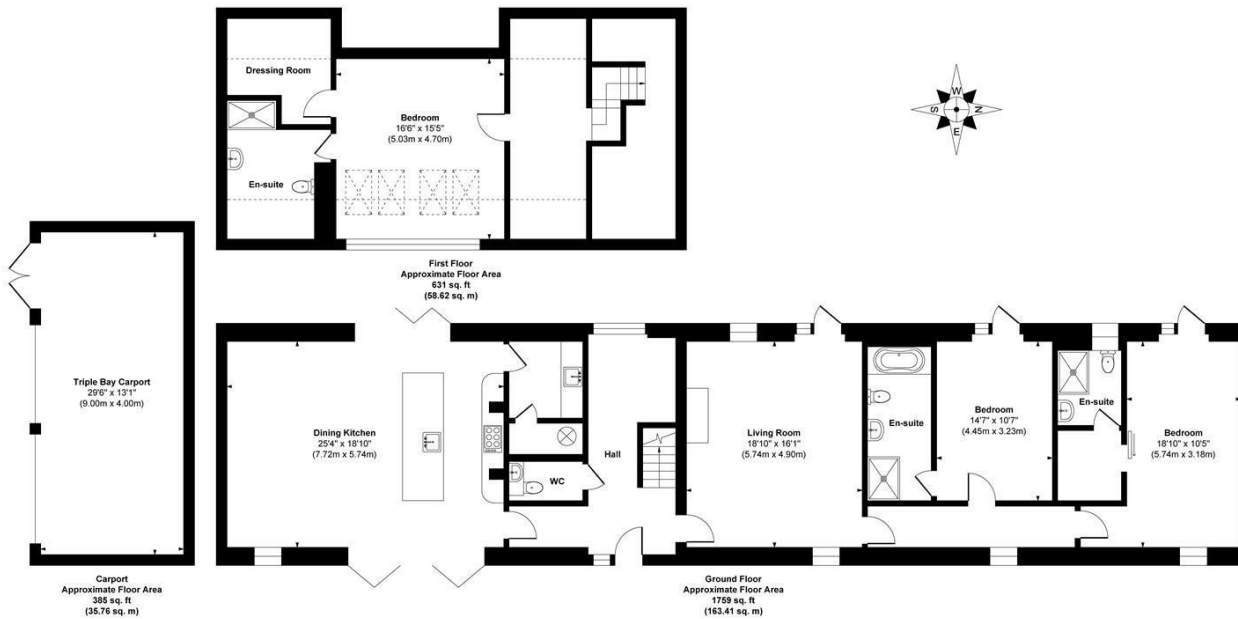 Dressing Room
Bedroom
16'6" x 15'5"
(5.03m x 4.70m)
En-suite
W
S
N
E
First Floor
Approximate Floor Area
631 sq. ft
(58.62 sq. m)
Triple Bay Carport
29'6" x 13'1"
(9.00m x 4.00m)
Carport
Approximate Floor Area
385 sq. ft
(35.76 sq. m)
Dining Kitchen
25'4" x 18'10"
(7.72m x 5.74m)
WC
Hall
Living Room
18'10" x 16'1"
(5.74m x 4.90m)
En-suite
Bedroom
14'7" x 10'7"
(4.45m x 3.23m)
En-suite
Bedroom
18'10" x 10'5"
(5.74m x 3.18m)
Ground Floor
Approximate Floor Area
1759 sq. ft
(163.41 sq. m)